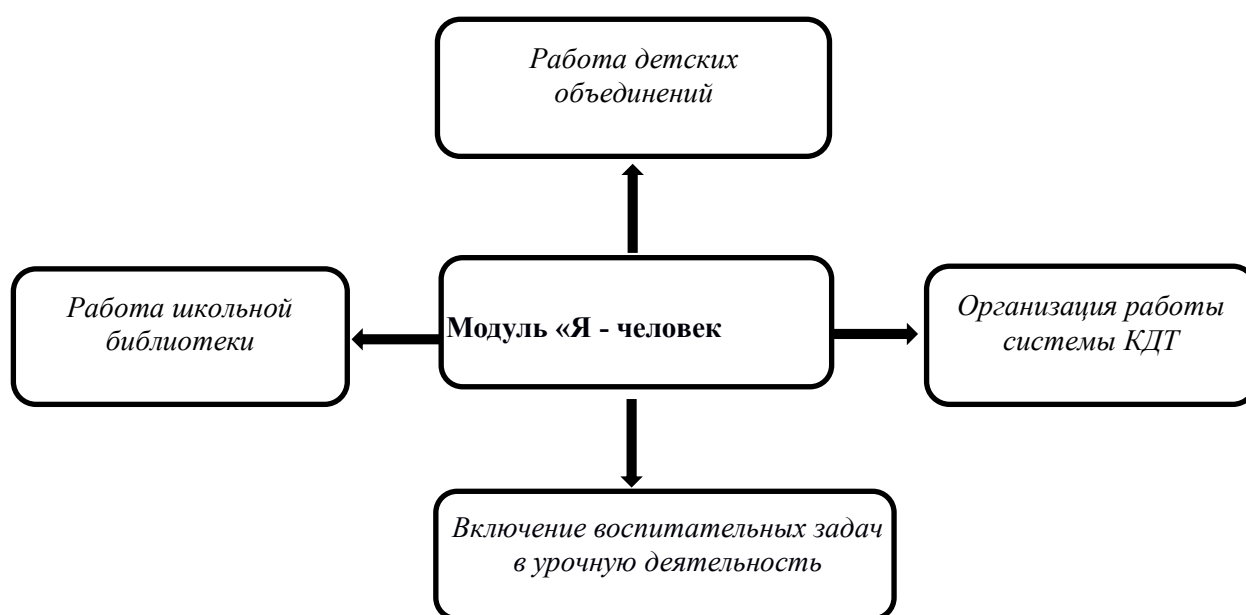 Работа детских
объединений
Работа школьной
библиотеки
Модуль «Я - человек
Организация работы
системы КДТ
Включение воспитательных задач
в урочную деятельность